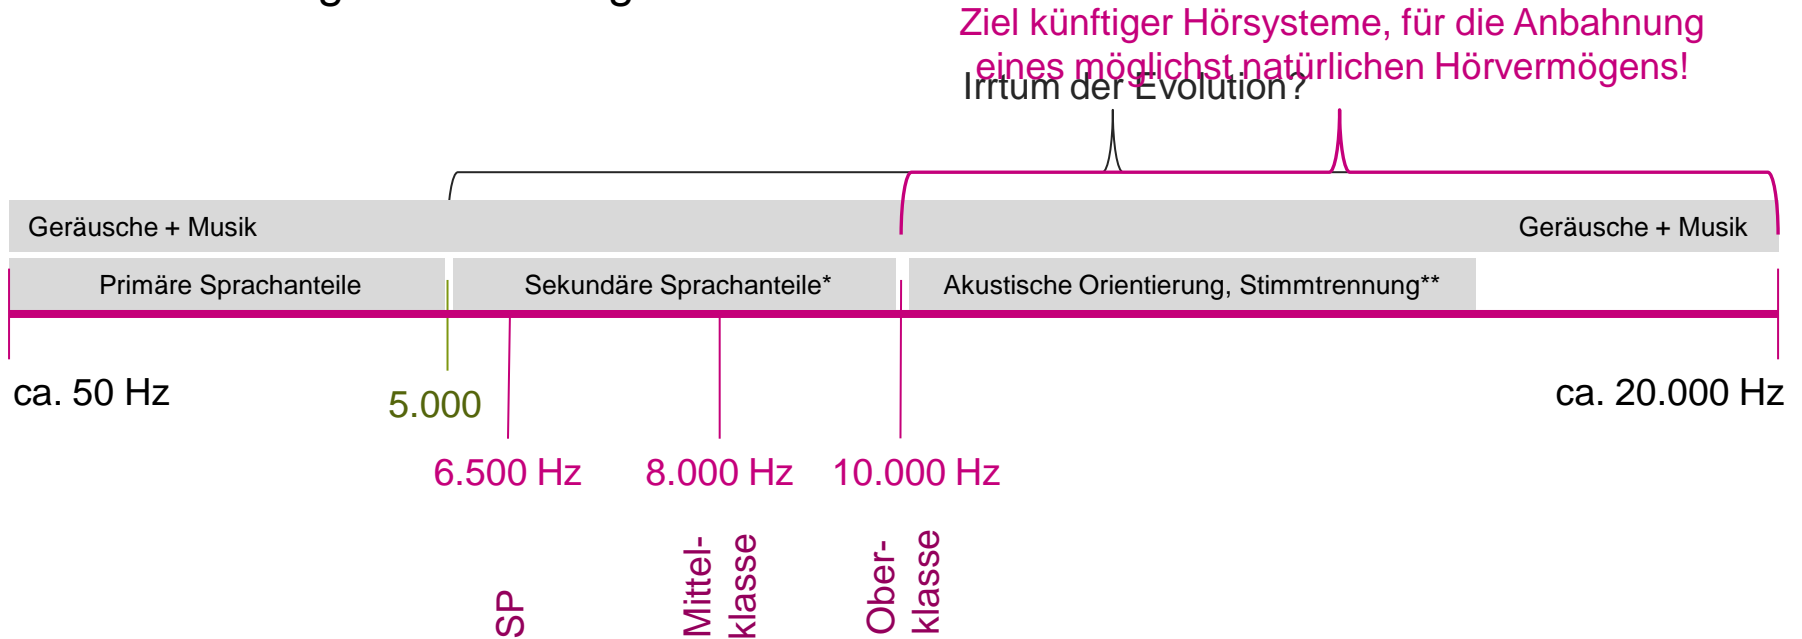 Ziel künftiger Hörsysteme, für die Anbahnung
eines möglichst natürlichen Hörvermögens!
Irrtum der Evolution?
Geräusche + Musik
Geräusche + Musik
Primäre Sprachanteile
Sekundäre Sprachanteile*
Akustische Orientierung, Stimmtrennung**
ca. 50 Hz
5.000
ca. 20.000 Hz
6.500 Hz
8.000 Hz
10.000 Hz
SP
Mittel-
klasse
Ober-
klasse